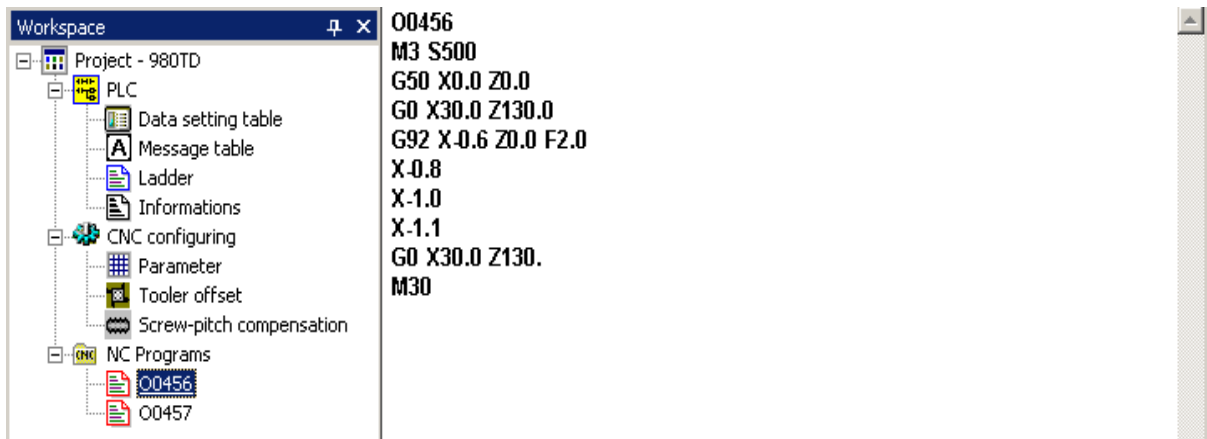 Workspace
Project - 980TD
PLC
Data setting table
Message table
Ladder
Informations
CNC configuring
Parameter
Tooler offset
Screw-pitch compensation
CNC NC Programs
O0456
O0457
O0456
M3 S500
G50 X0.0 Z0.0
G0 X30.0 Z130.0
G92 X-0.6 Z0.0 F2.0
X-0.8
X-1.0
X-1.1
G0 X30.0 Z130.
M30